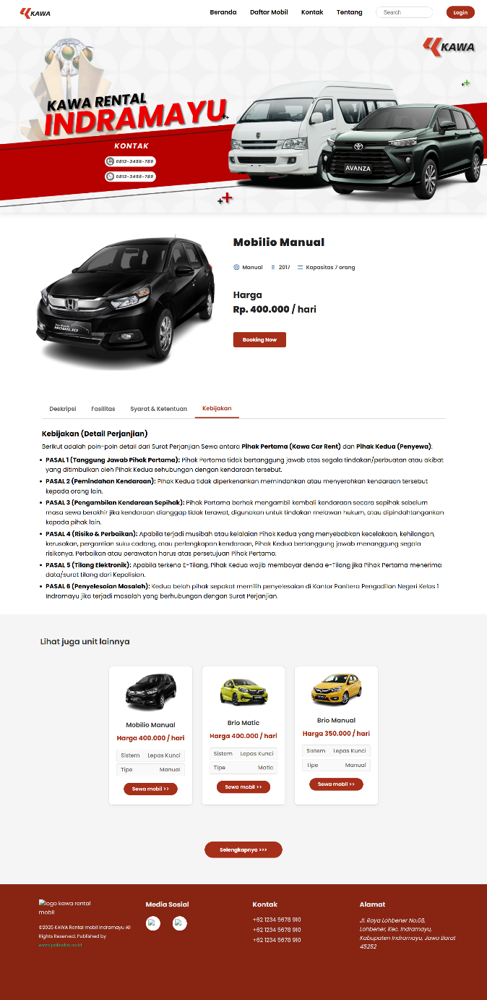 KAWA
Beranda Daftar Mobil Kontak Tentang Search Login
KAWA
KAWA RENTAL
INDRAMAYU
KONTAK
0812-3456-789
0812-3456-789
AVANZA
Mobilio Manual
Manual 2017 Kapasitas 7 orang
Harga
Rp. 400.000 / hari
Booking Now
MOBILIO
Deskripsi Fasilitas Syarat & Ketentuan Kebijakan
Kebijakan (Detail Perjanjian)
Berikut adalah poin-poin detail dari Surat Perjanjian Sewa antara Pihak Pertama (Kawa Car Rent) dan Pihak Kedua (Penyewa):
• PASAL 1 (Tanggung Jawab Pihak Pertama): Pihak Pertama tidak bertanggung jawab atas segala tindakan/perbuatan atau akibat
yang ditimbulkan oleh Pihak Kedua sehubungan dengan kendaraan tersebut.
• PASAL 2 (Pemindahan Kendaraan): Pihak Kedua tidak diperkenankan memindahkan atau menyerahkan kendaraan tersebut
kepada orang lain.
• PASAL 3 (Pengambilan Kendaraan Sepihak): Pihak Pertama berhak mengambil kembali kendaraan secara sepihak sebelum
masa sewa berakhir jika kendaraan dianggap tidak terawat, digunakan untuk tindakan melawan hukum, atau dipindahtangankan
kepada pihak lain.
• PASAL 4 (Risiko & Perbaikan): Apabila terjadi musibah atau kelalaian Pihak Kedua yang menyebabkan kecelakaan, kehilangan,
kerusakan, pergantian suku cadang, atau perlengkapan kendaraan, Pihak Kedua bertanggung jawab menanggung segala
risikonya. Perbaikan atau perawatan harus atas persetujuan Pihak Pertama.
• PASAL 5 (Tilang Elektronik): Apabila terkena E-Tilang, Pihak Kedua wajib membayar denda e-Tilang jika Pihak Pertama menerima
data/surat tilang dari Kepolisian.
• PASAL 6 (Penyelesaian Masalah): Kedua belah pihak sepakat memilih penyelesaian di Kantor Panitera Pengadilan Negeri Kelas 1
Indramayu jika terjadi masalah yang berhubungan dengan Surat Perjanjian.
Lihat juga unit lainnya
Mobilio Manual
Harga 400.000 / hari
Sistem Lepas Kunci
Tipe Manual
Sewa mobil >>
Brio Matic
Harga 400.000 / hari
Sistem Lepas Kunci
Tipe Matic
Sewa mobil >>
Brio Manual
Harga 350.000 / hari
Sistem Lepas Kunci
Tipe Manual
Sewa mobil >>
Selengkapnya >>>
logo kawa rental
mobil
©2025 KAWA Rental mobil Indramayu All
Rights Reserved. Published by
www.polindra.ac.id
Media Sosial
Kontak
+62 1234 5678 910
+62 1234 5678 910
+62 1234 5678 910
Alamat
Jl. Raya Lohbener No.08,
Lohbener, Kec. Indramayu,
Kabupaten Indramayu, Jawa Barat
45252